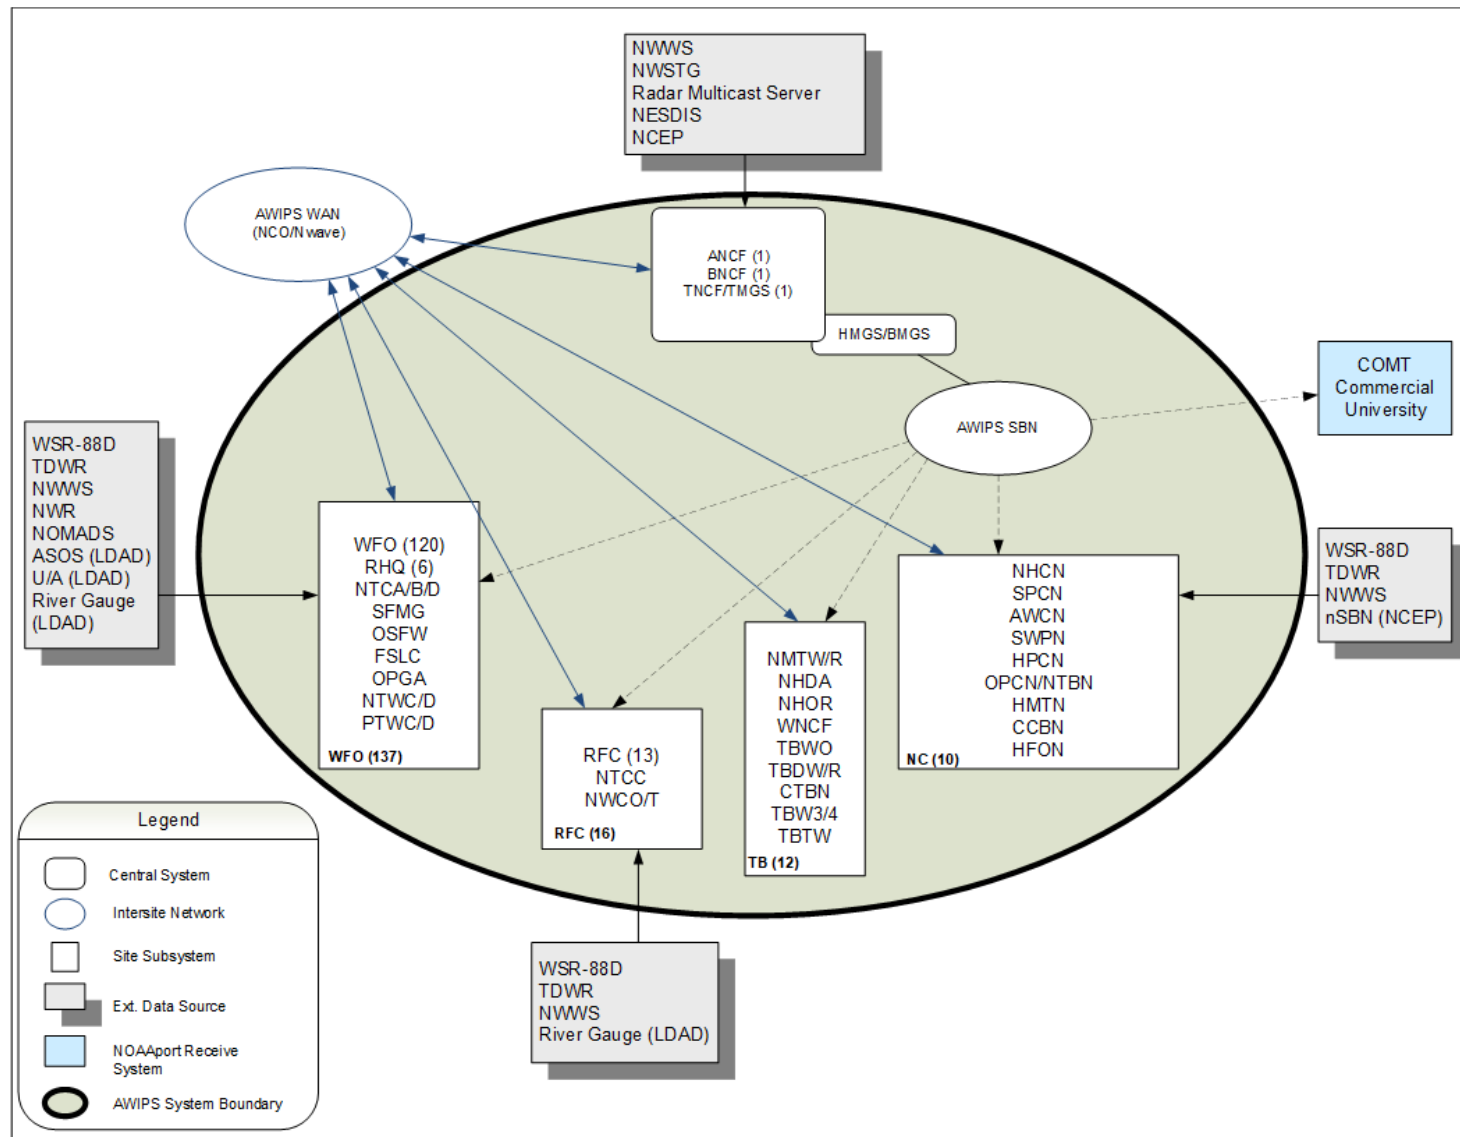 NWWS
NWSTG
Radar Multicast Server
NESDIS
NCEP
AWIPS WAN
(NCO/Nwave)
ANCF (1)
BNCF (1)
TNCF/TMGS (1)
HMGS/BMGS
COMT
Commercial
University
AWIPS SBN
WSR-88D
TDWR
NWWS
NWR
NOMADS
ASOS (LDAD)
U/A (LDAD)
River Gauge
(LDAD)
WFO (120)
RHQ (6)
NTCA/B/D
SFMG
OSFW
FSLC
OPGA
NTWC/D
PTWC/D
WFO (137)
RFC (13)
NTCC
NWCO/T
RFC (16)
NMTW/R
NHDA
NHOR
WNCF
TBWO
TBDW/R
CTBN
TBW3/4
TBTW
TB (12)
NHCN
SPCN
AWCN
SWPN
HPCN
OPCN/NTBN
HMTN
CCBN
HFON
NC (10)
WSR-88D
TDWR
NWWS
nSBN (NCEP)
WSR-88D
TDWR
NWWS
River Gauge (LDAD)
Legend
Central System
Intersite Network
Site Subsystem
Ext. Data Source
NOAAport Receive
System
AWIPS System Boundary